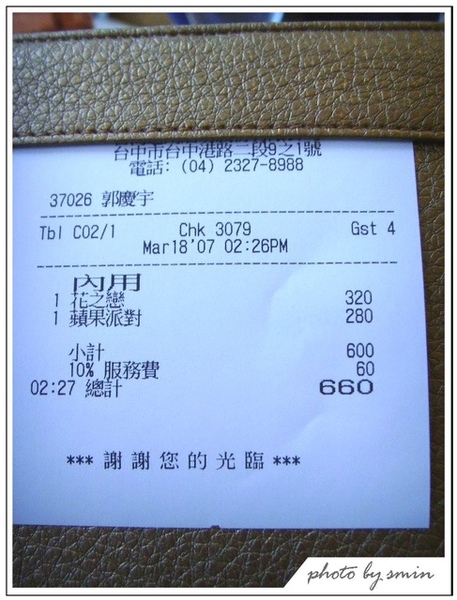 台中市台中港路二段9之1號
電話: (04) 2327-8988
37026 郭慶宇
Tbl C02/1 Chk 3079 Gst 4
Mar18'07 02:26PM
內用
1 花之戀 320
1 蘋果派對 280
小計 600
10% 服務費 60
02:27 總計 660
*** 謝謝您的光臨 ***
photo by smin